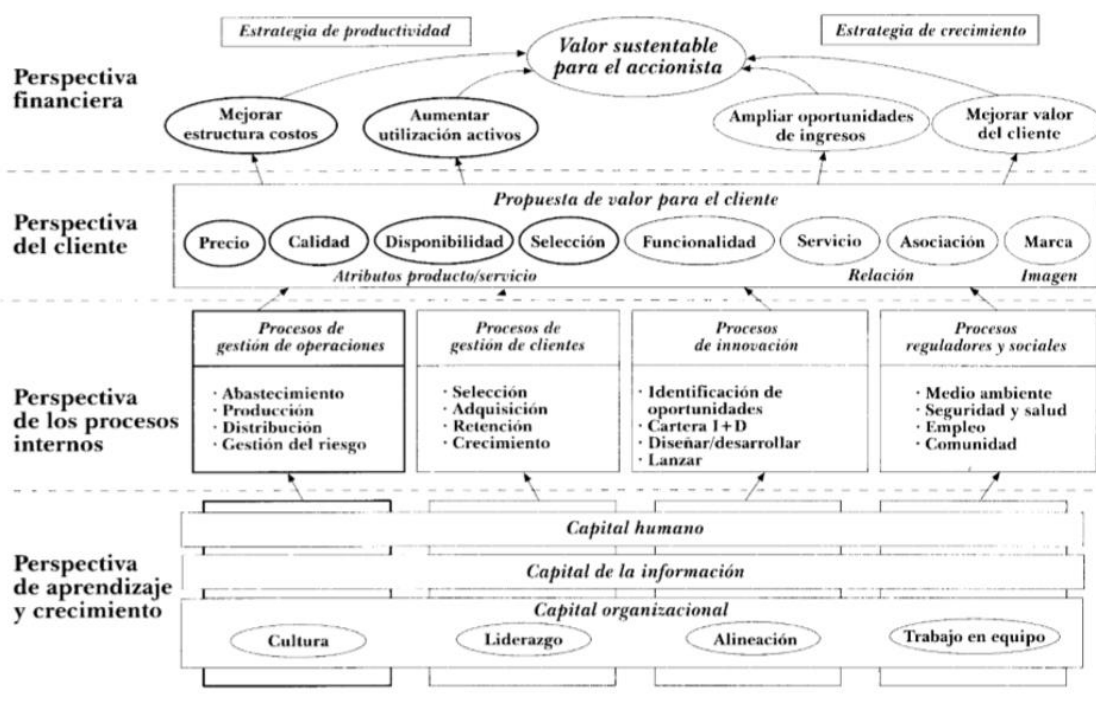 Estrategia de productividad
Estrategia de crecimiento
Valor sustentable
para el accionista
Perspectiva
financiera
Mejorar
estructura costos
Aumentar
utilización activos
Ampliar oportunidades
de ingresos
Mejorar valor
del cliente
Propuesta de valor para el cliente
Perspectiva
del cliente
Precio
Calidad
Disponibilidad
Selección
Funcionalidad
Servicio
Asociación
Marca
Atributos producto/servicio
Relación
Imagen
Perspectiva
de los procesos
internos
Procesos de
gestión de operaciones
· Abastecimiento
· Producción
· Distribución
· Gestión del riesgo
Procesos de
gestión de clientes
· Selección
· Adquisición
· Retención
· Crecimiento
Procesos
de innovación
· Identificación de
oportunidades
· Cartera I+D
· Diseñar/desarrollar
· Lanzar
Procesos
reguladores y sociales
· Medio ambiente
· Seguridad y salud
· Empleo
· Comunidad
Perspectiva
de aprendizaje
y crecimiento
Capital humano
Capital de la información
Capital organizacional
Cultura
Liderazgo
Alineación
Trabajo en equipo